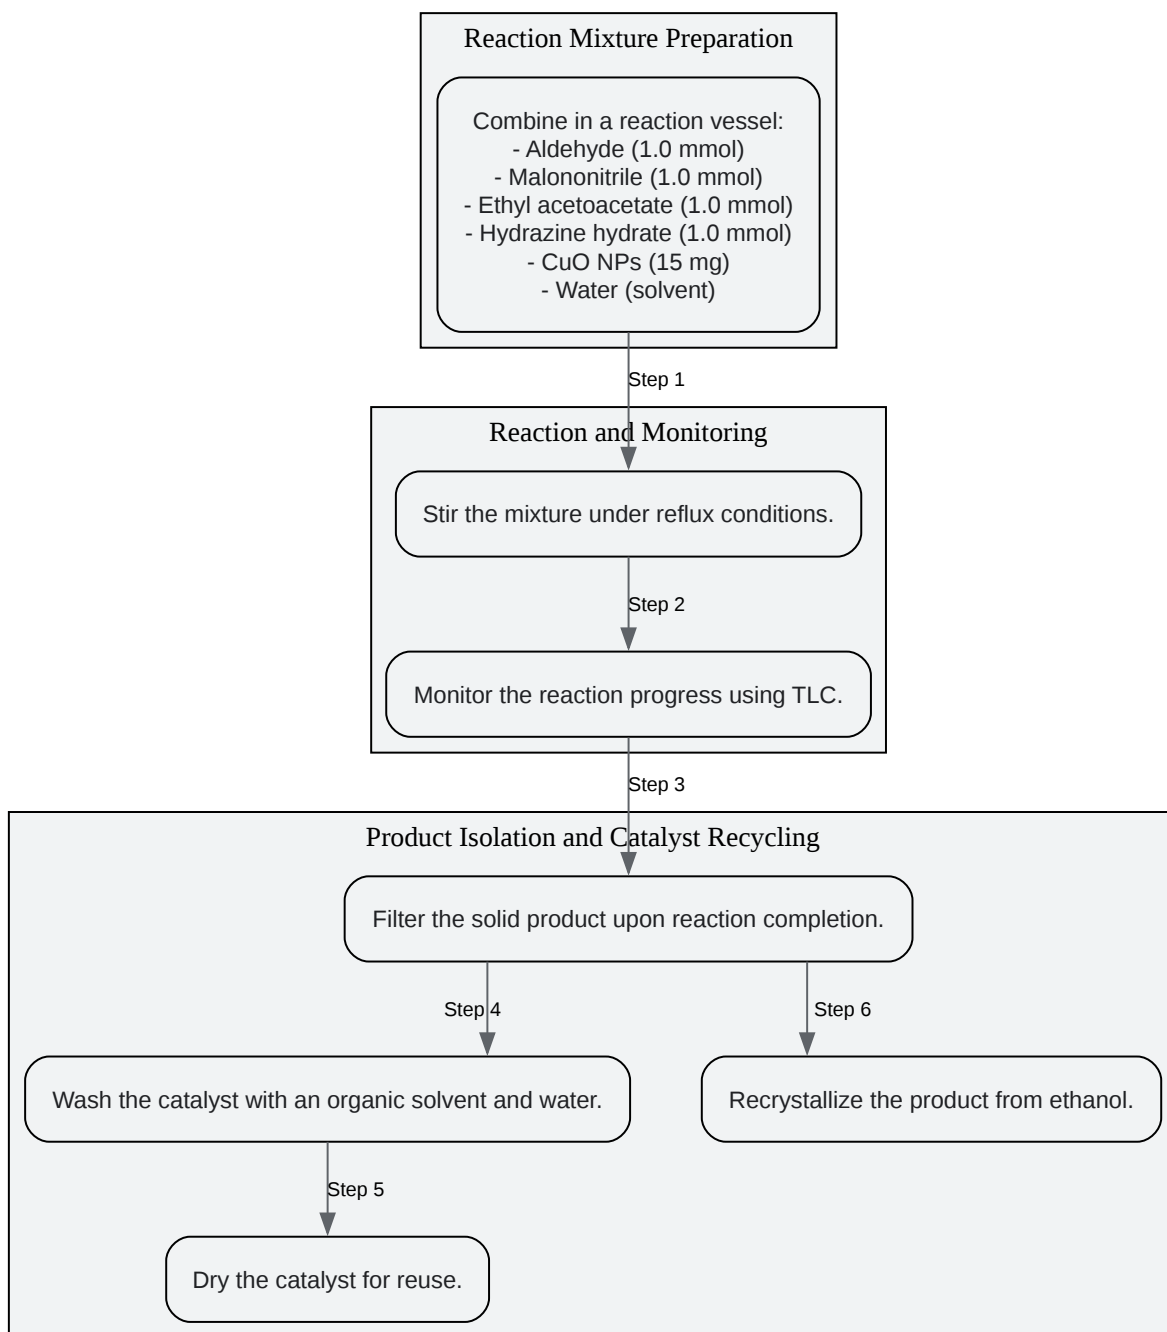 Reaction Mixture Preparation
Combine in a reaction vessel:
- Aldehyde (1.0 mmol)
- Malononitrile (1.0 mmol)
- Ethyl acetoacetate (1.0 mmol)
- Hydrazine hydrate (1.0 mmol)
- CuO NPs (15 mg)
- Water (solvent)
Step 1
Reaction and Monitoring
Stir the mixture under reflux conditions.
Step 2
Monitor the reaction progress using TLC.
Step 3
Product Isolation and Catalyst Recycling
Filter the solid product upon reaction completion.
Step 4
Step 6
Wash the catalyst with an organic solvent and water.
Recrystallize the product from ethanol.
Step 5
Dry the catalyst for reuse.